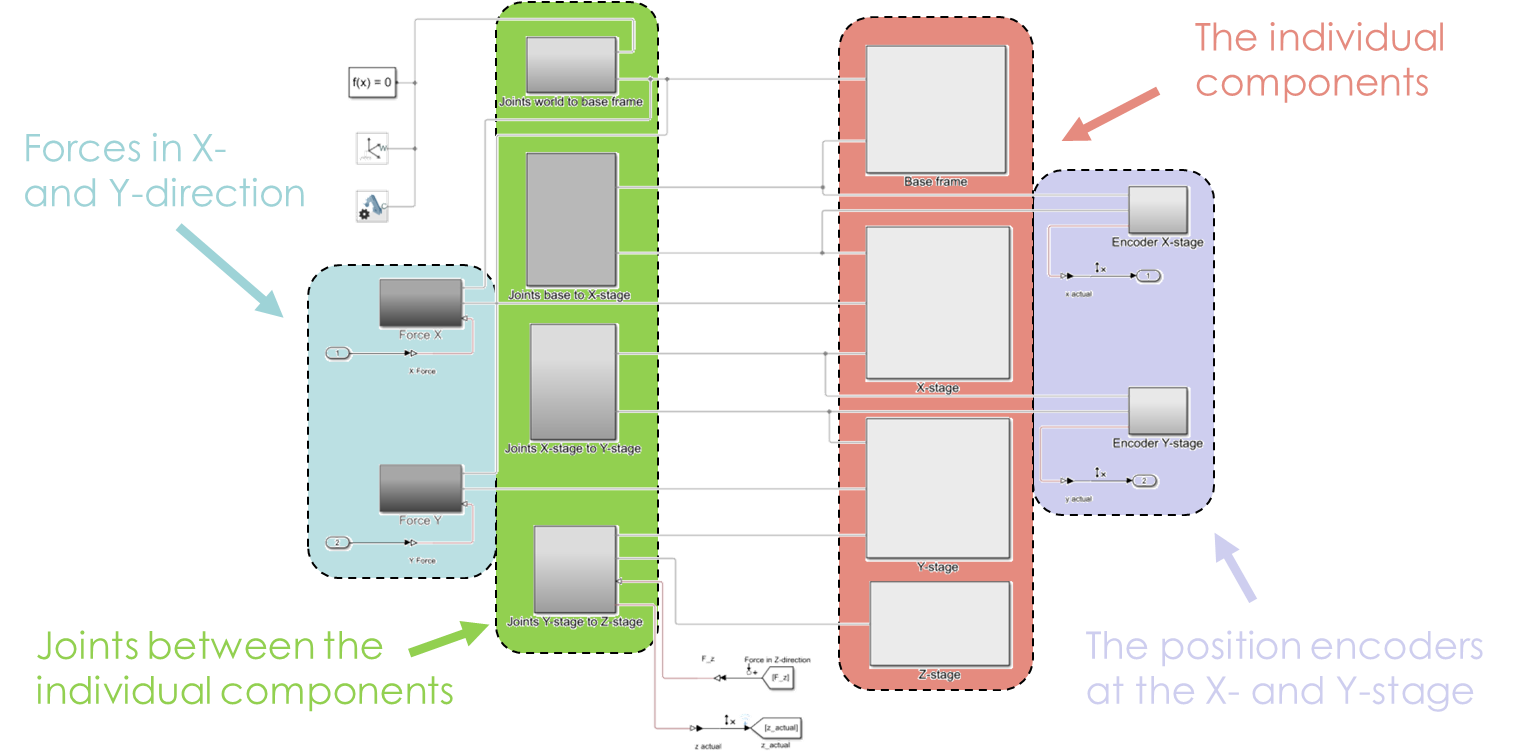 The individual
components
f(x) = 0
Joints world to base frame
Forces in X-
and Y-direction
W
Base frame
Encoder X-stage
x
1
x actual
Joints base to X-stage
Force X
1
X Force
X-stage
Joints X-stage to Y-stage
Encoder Y-stage
x
2
y actual
Force Y
2
Y Force
Y-stage
Joints Y-stage to Z-stage
Z-stage
Joints between the
individual components
The position encoders
at the X- and Y-stage
F_z
Force in Z-direction
[F_z]
x
[z_actual]
z actual
z_actual